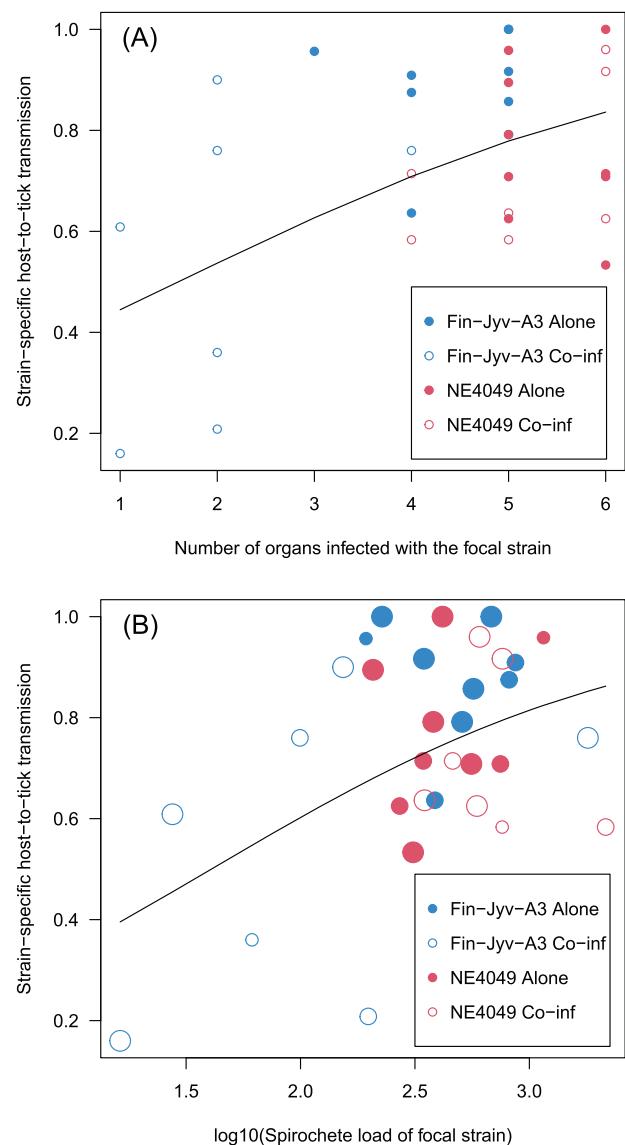 (A)
Strain−specific host−to−tick transmission
1.0
0.8
0.6
0.4
0.2
Fin−Jyv−A3 Alone
Fin−Jyv−A3 Co−inf
NE4049 Alone
NE4049 Co−inf
1 2 3 4 5 6
Number of organs infected with the focal strain
(B)
Strain−specific host−to−tick transmission
1.0
0.8
0.6
0.4
0.2
Fin−Jyv−A3 Alone
Fin−Jyv−A3 Co−inf
NE4049 Alone
NE4049 Co−inf
1.5 2.0 2.5 3.0
log10(Spirochete load of focal strain)